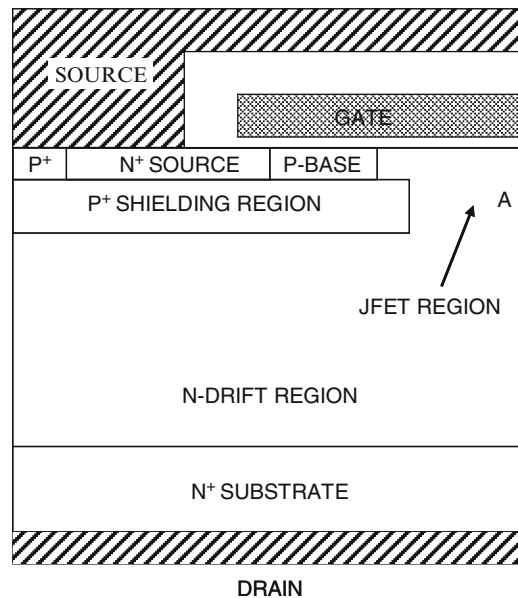 SOURCE
GATE
P+ N+ SOURCE P-BASE
P+ SHIELDING REGION
A
JFET REGION
N-DRIFT REGION
N+ SUBSTRATE
DRAIN